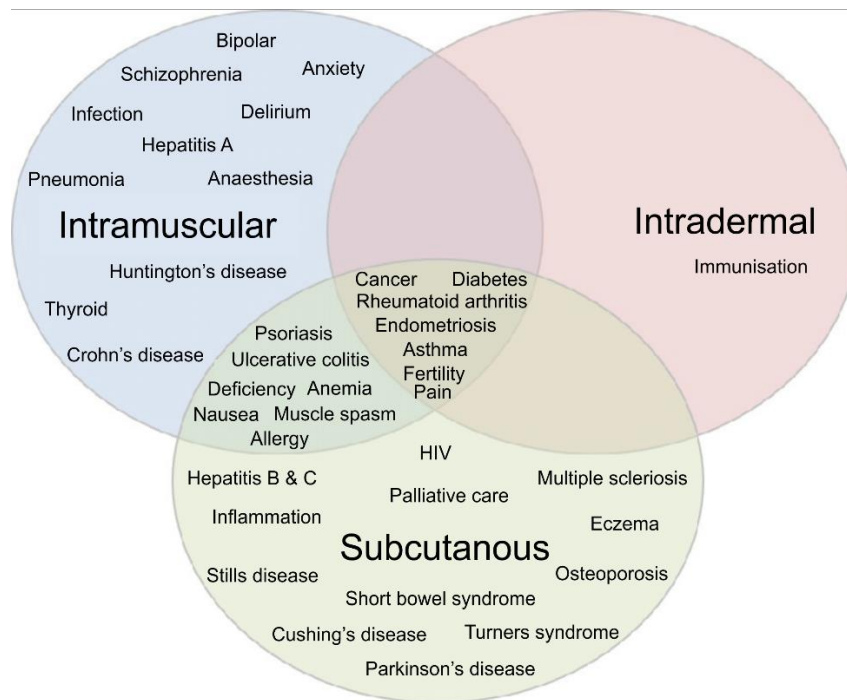 Bipolar
Schizophrenia
Anxiety
Infection
Delirium
Hepatitis A
Pneumonia
Anaesthesia
Intramuscular
Huntington's disease
Thyroid
Crohn's disease
Intradermal
Immunisation
Cancer
Diabetes
Rheumatoid arthritis
Endometriosis
Asthma
Fertility
Pain
Psoriasis
Ulcerative colitis
Deficiency
Anemia
Nausea
Muscle spasm
Allergy
HIV
Hepatitis B & C
Multiple scleriosis
Palliative care
Inflammation
Eczema
Subcutanous
Stills disease
Osteoporosis
Short bowel syndrome
Cushing's disease
Turners syndrome
Parkinson's disease